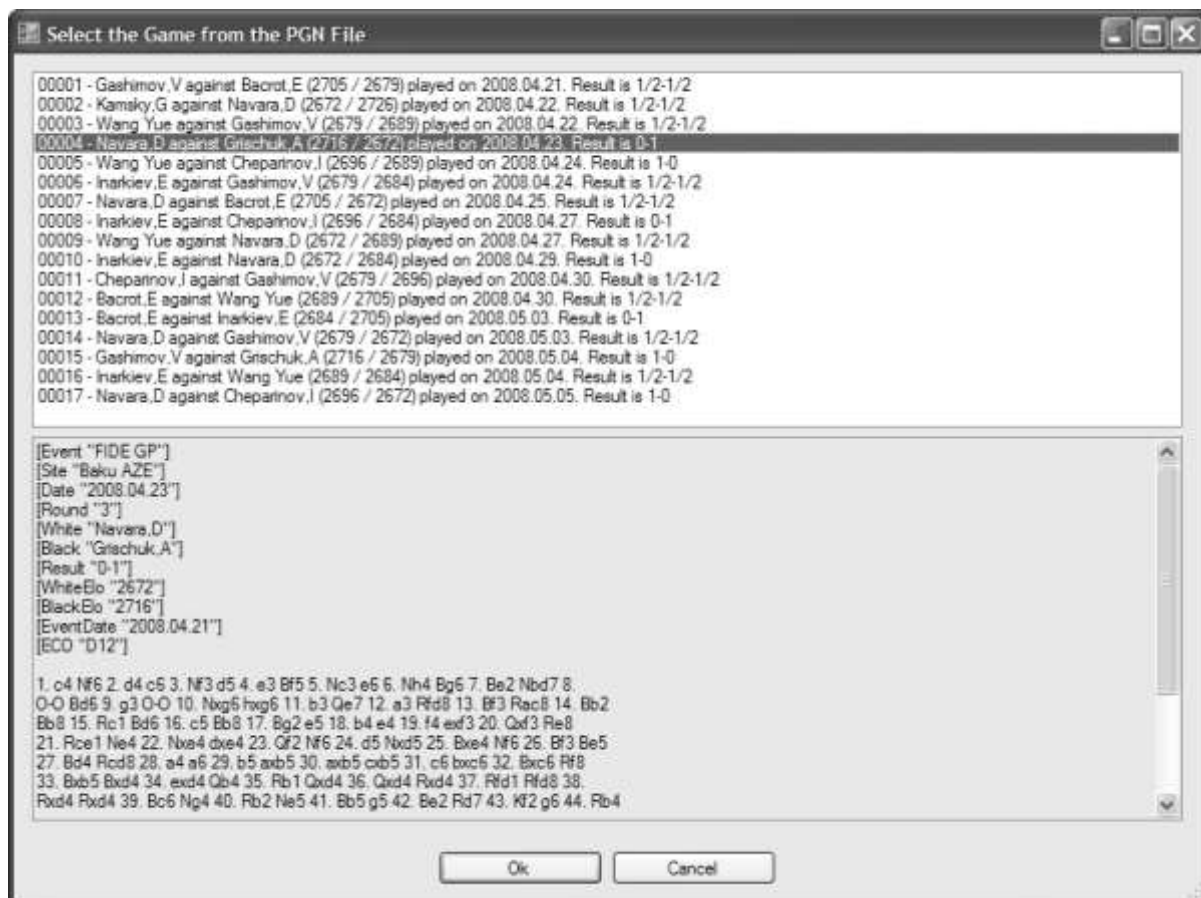 Select the Game from the PGN File
00001 - Gashimov,V against Bacrot,E (2705 / 2679) played on 2008.04.21. Result is 1/2-1/2
00002 - Kamsky,G against Navara,D (2672 / 2726) played on 2008.04.22. Result is 1/2-1/2
00003 - Wang Yue against Gashimov,V (2679 / 2689) played on 2008.04.22. Result is 1/2-1/2
00004 - Navara,D against Grischuk,A (2716 / 2672) played on 2008.04.23. Result is 0-1
00005 - Wang Yue against Cheparinov,I (2696 / 2689) played on 2008.04.24. Result is 1-0
00006 - Inarkiev,E against Gashimov,V (2679 / 2684) played on 2008.04.24. Result is 1/2-1/2
00007 - Navara,D against Bacrot,E (2705 / 2672) played on 2008.04.25. Result is 1/2-1/2
00008 - Inarkiev,E against Cheparinov,I (2696 / 2684) played on 2008.04.27. Result is 0-1
00009 - Wang Yue against Navara,D (2672 / 2689) played on 2008.04.27. Result is 1/2-1/2
00010 - Inarkiev,E against Navara,D (2672 / 2684) played on 2008.04.29. Result is 1-0
00011 - Cheparinov,I against Gashimov,V (2679 / 2696) played on 2008.04.30. Result is 1/2-1/2
00012 - Bacrot,E against Wang Yue (2689 / 2705) played on 2008.04.30. Result is 1/2-1/2
00013 - Bacrot,E against Inarkiev,E (2684 / 2705) played on 2008.05.03. Result is 0-1
00014 - Navara,D against Gashimov,V (2679 / 2672) played on 2008.05.03. Result is 1/2-1/2
00015 - Gashimov,V against Grischuk,A (2716 / 2679) played on 2008.05.04. Result is 1-0
00016 - Inarkiev,E against Wang Yue (2689 / 2684) played on 2008.05.04. Result is 1/2-1/2
00017 - Navara,D against Cheparinov,I (2696 / 2672) played on 2008.05.05. Result is 1-0
[Event "FIDE GP"]
[Site "Baku AZE"]
[Date "2008.04.23"]
[Round "3"]
[White "Navara,D"]
[Black "Grischuk,A"]
[Result "0-1"]
[WhiteElo "2672"]
[BlackElo "2716"]
[EventDate "2008.04.21"]
[ECO "D12"]
1. c4 Nf6 2. d4 c6 3. Nf3 d5 4. e3 Bf5 5. Nc3 e6 6. Nh4 Bg6 7. Be2 Nbd7 8.
O-O Bd6 9. g3 O-O 10. Nxg6 hxg6 11. b3 Qe7 12. a3 Rfd8 13. Bf3 Rac8 14. Bb2
Bb8 15. Rc1 Bd6 16. c5 Bb8 17. Bg2 e5 18. b4 e4 19. f4 exf3 20. Qxf3 Re8
21. Rce1 Ne4 22. Nxe4 dxe4 23. Qf2 Nf6 24. d5 Nxd5 25. Bxe4 Nf6 26. Bf3 Be5
27. Bd4 Rcd8 28. a4 a6 29. b5 axb5 30. axb5 cxb5 31. c6 bxc6 32. Bxc6 Rf8
33. Bxb5 Bxd4 34. exd4 Qb4 35. Rb1 Qxd4 36. Qxd4 Rxd4 37. Rfd1 Rfd8 38.
Rxd4 Rxd4 39. Bc6 Ng4 40. Rb2 Ne5 41. Bb5 g5 42. Be2 Rd7 43. Kf2 g6 44. Rb4
Ok
Cancel